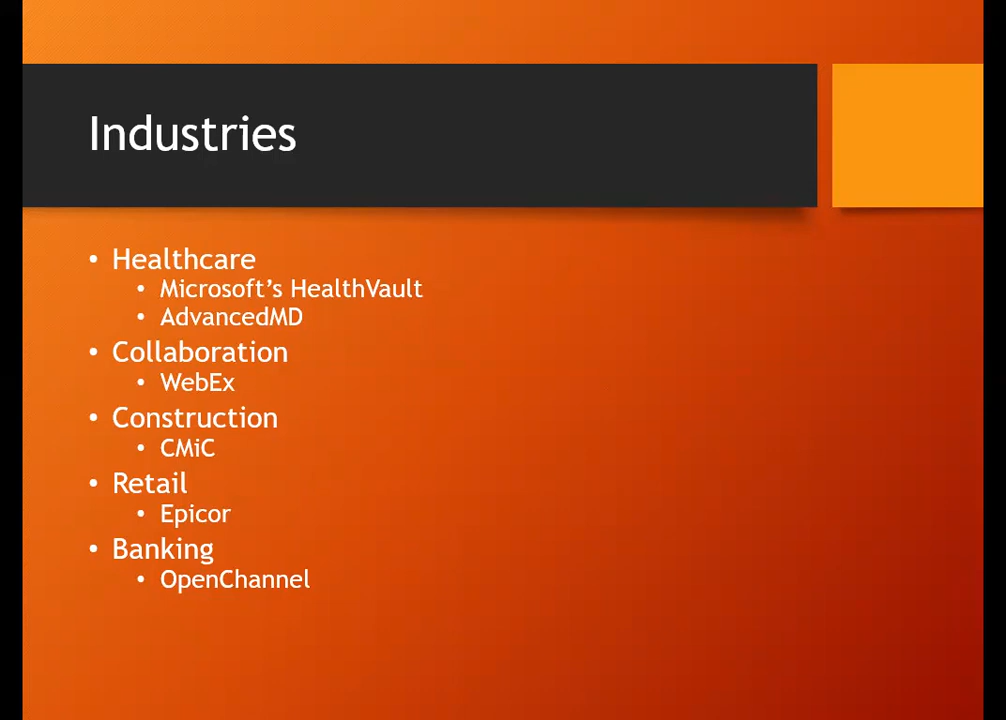 Industries
• Healthcare
• Microsoft’s HealthVault
• AdvancedMD
• Collaboration
• WebEx
• Construction
• CMiC
• Retail
• Epicor
• Banking
• OpenChannel